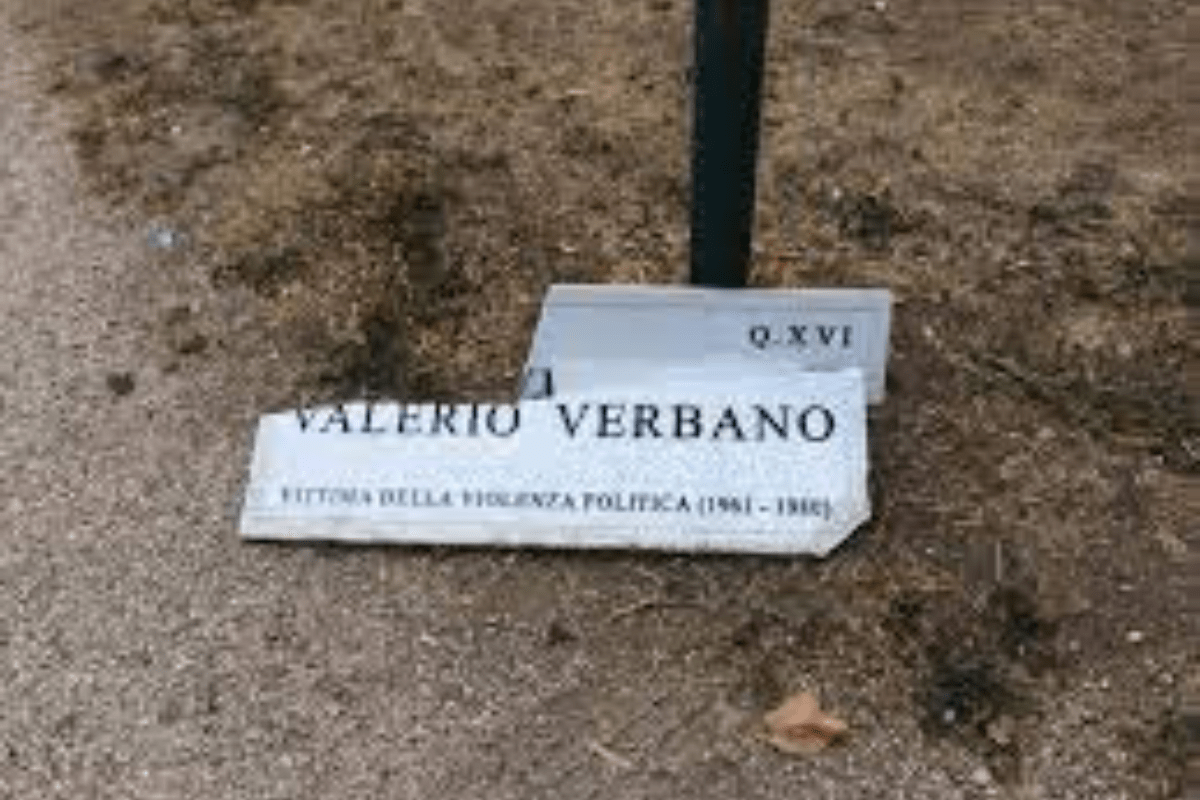 Q. XVI
VALERIO VERBANO
VITTIMA DELLA VIOLENZA POLITICA (1961 - 1980)